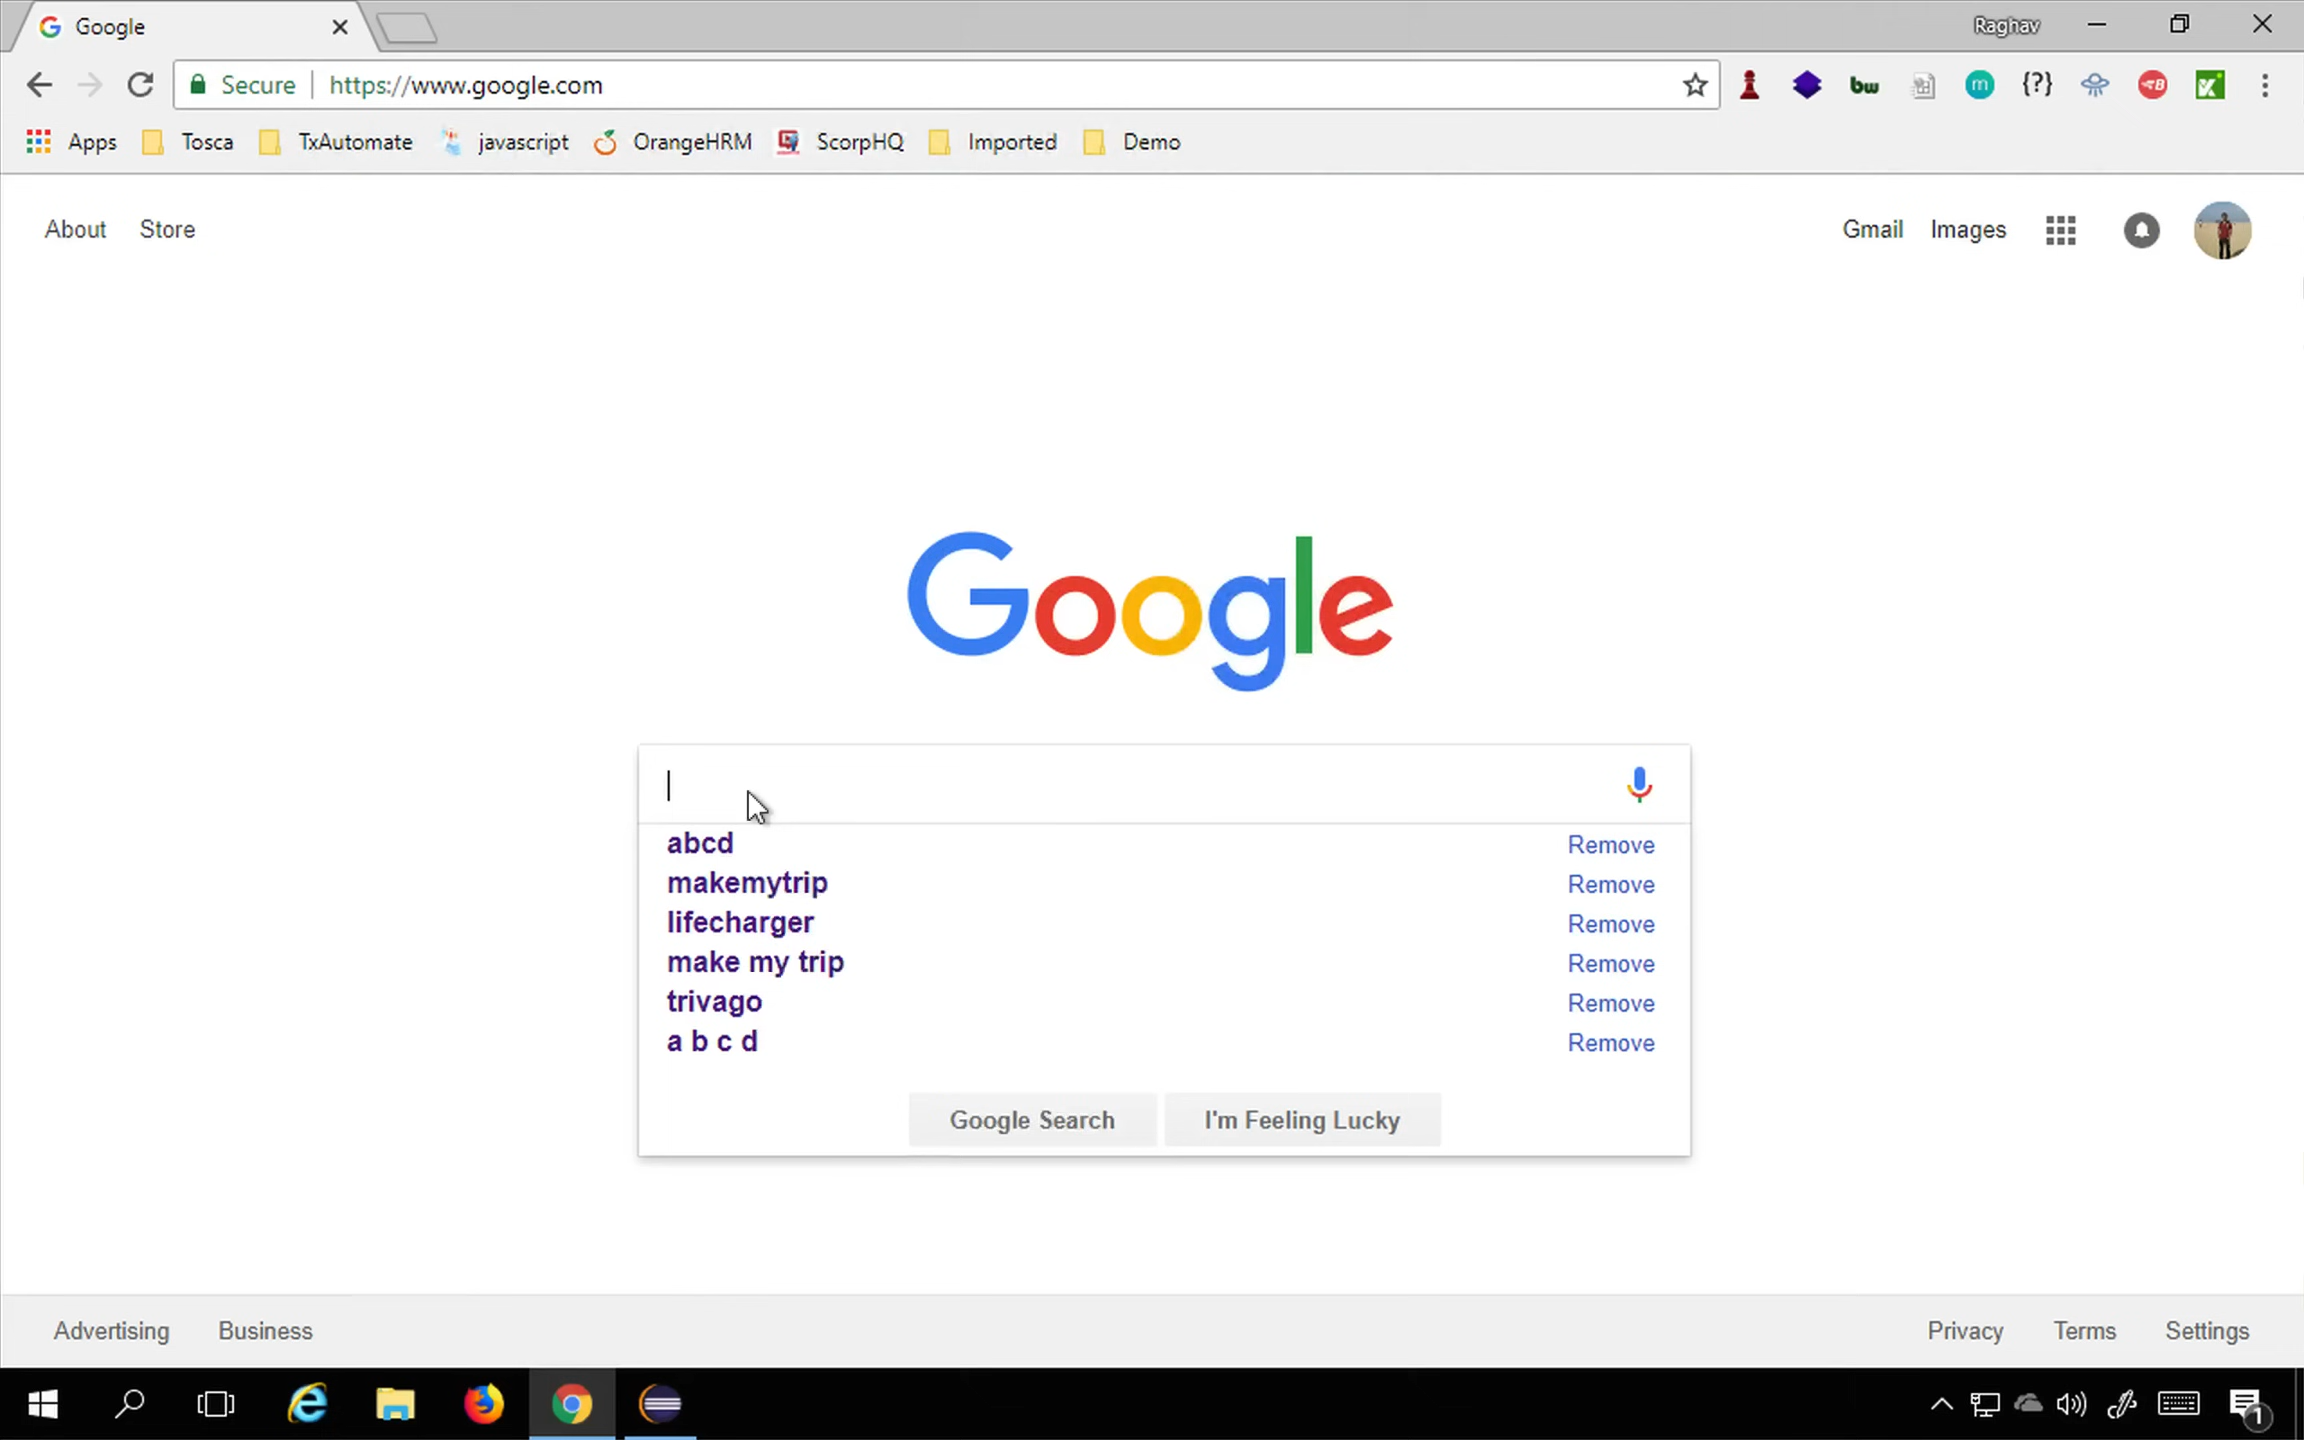 Google
Raghav
Secure https://www.google.com
bw m {?} B
Apps Tosca TxAutomate javascript OrangeHRM ScorpHQ Imported Demo
About Store Gmail Images
Google
abcd Remove
makemytrip Remove
lifecharger Remove
make my trip Remove
trivago Remove
a b c d Remove
Google Search I'm Feeling Lucky
Advertising Business Privacy Terms Settings
1